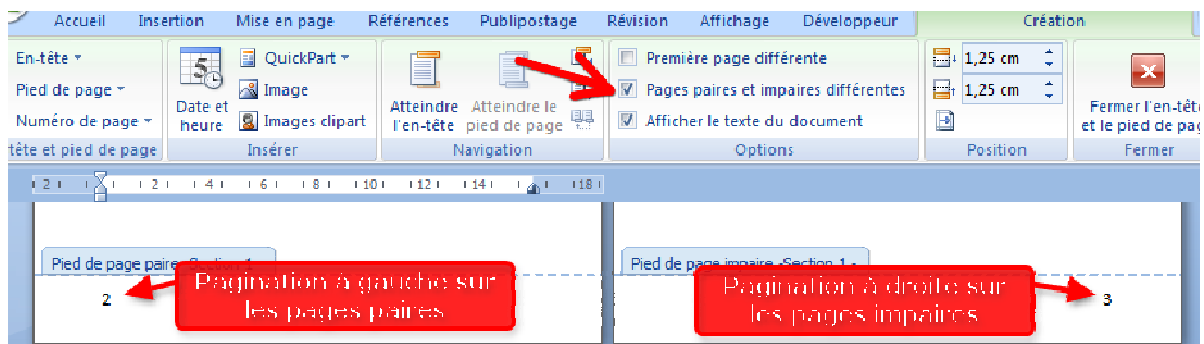 Accueil Insertion Mise en page Références Publipostage Révision Affichage Développeur Création
En-tête
Pied de page
Numéro de page
tête et pied de page
5
Date et heure
QuickPart
Image
Images clipart
Insérer
Atteindre l'en-tête
Atteindre le pied de page
Navigation
Première page différente
Pages paires et impaires différentes
Afficher le texte du document
Options
1,25 cm
1,25 cm
Position
Fermer l'en-tête
et le pied de pag
Fermer
2 2 4 6 8 10 12 14 18
Pied de page paire -Section 1 -
Pied de page impaire -Section 1 -
2
Pagination à gauche sur
les pages paires
Pagination à droite sur
les pages impaires
3